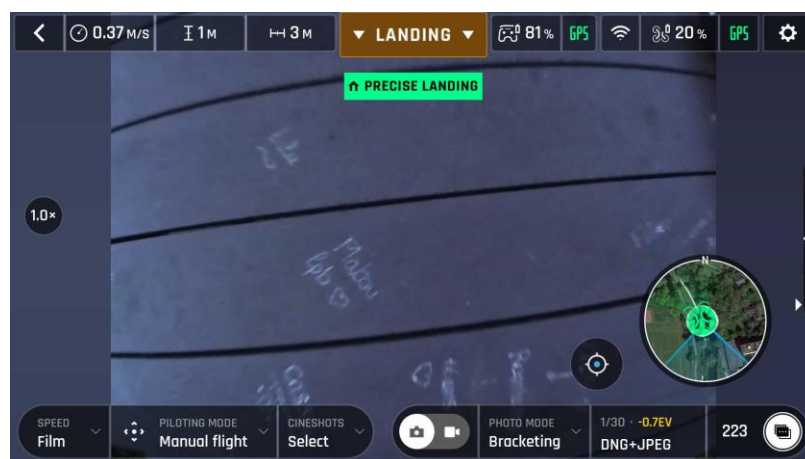 0.37 M/S 1 M 3 M ▼ LANDING ▼ 81 % GPS 20 % GPS
PRECISE LANDING
1.0×
N
SPEED PILOTING MODE CINESHOTS PHOTO MODE 1/30 · -0.7EV
Film Manual flight Select Bracketing DNG+JPEG 223